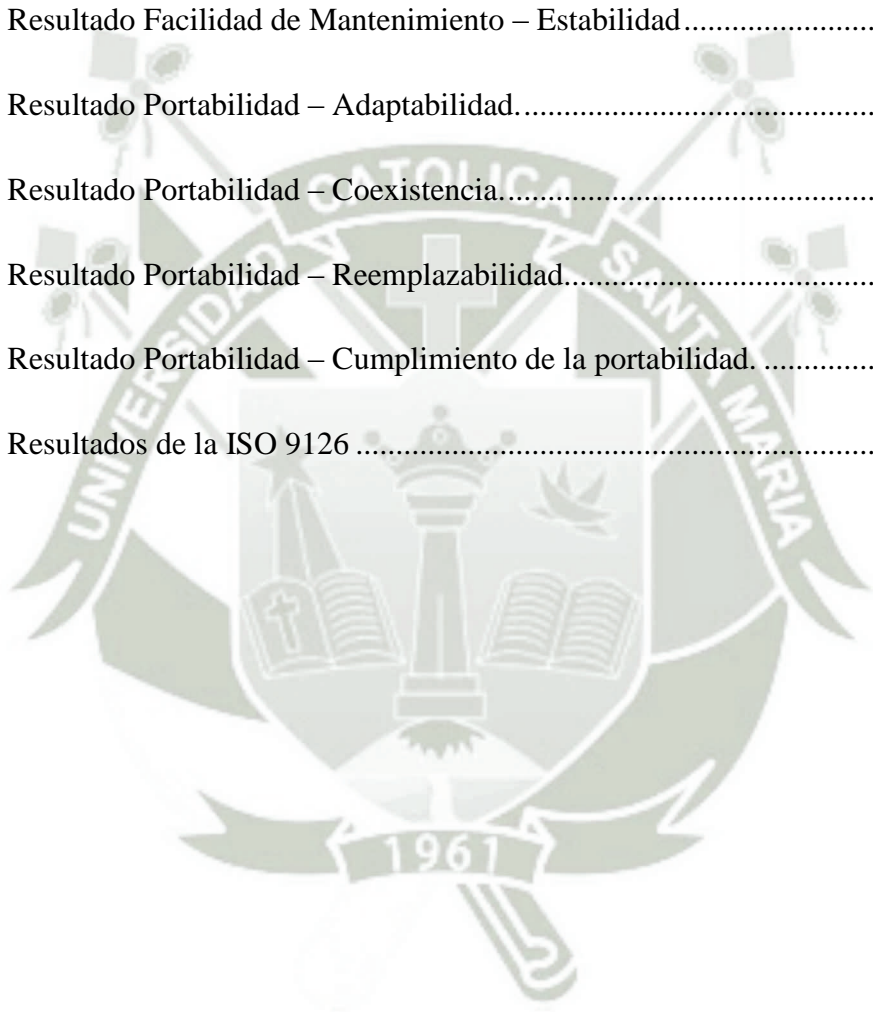 Resultado Facilidad de Mantenimiento – Estabilidad......................
Resultado Portabilidad – Adaptabilidad.......................................
Resultado Portabilidad – Coexistencia.........................................
Resultado Portabilidad – Reemplazabilidad..................................
Resultado Portabilidad – Cumplimiento de la portabilidad. .............
Resultados de la ISO 9126 ...........................................................
UNIVERSIDAD CATOLICA SANTA MARIA
1961